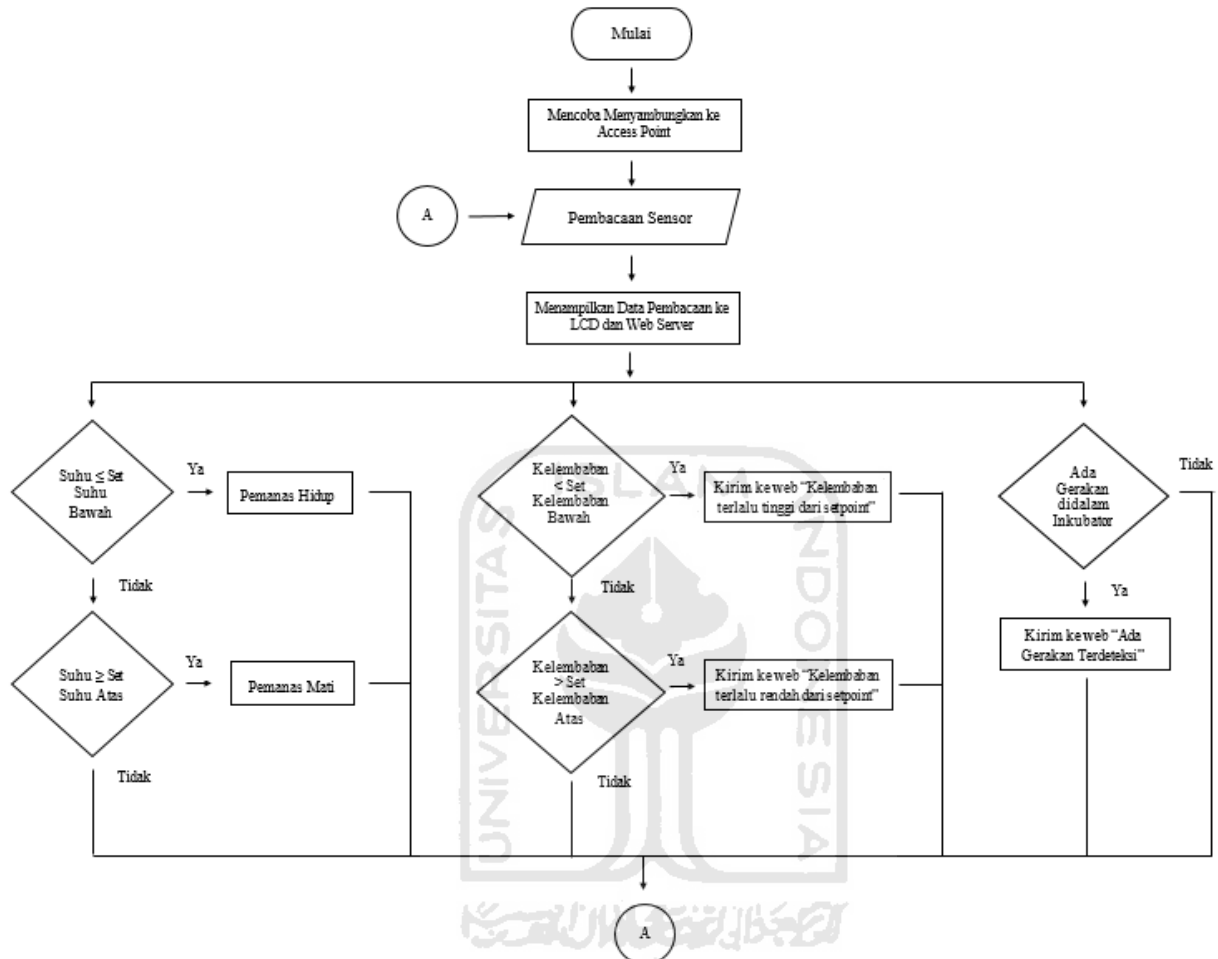 Mulai
Mencoba Menyambungkan ke
Access Point
A
Pembacaan Sensor
Menampilkan Data Pembacaan ke
LCD dan Web Server
Suhu ≤ Set
Suhu
Bawah
Ya
Pemanas Hidup
Tidak
Suhu ≥ Set
Suhu Atas
Ya
Pemanas Mati
Tidak
Kelembaban
< Set
Kelembaban
Bawah
Ya
Kirim ke web “Kelembaban
terlalu tinggi dari setpoint”
Tidak
Kelembaban
> Set
Kelembaban
Atas
Ya
Kirim ke web “Kelembaban
terlalu rendah dari setpoint”
Tidak
Ada
Gerakan
didalam
Inkubator
Tidak
Ya
Kirim ke web “Ada
Gerakan Terdeteksi”
A
ISLAM
UNIVERSITAS
INDONESIA